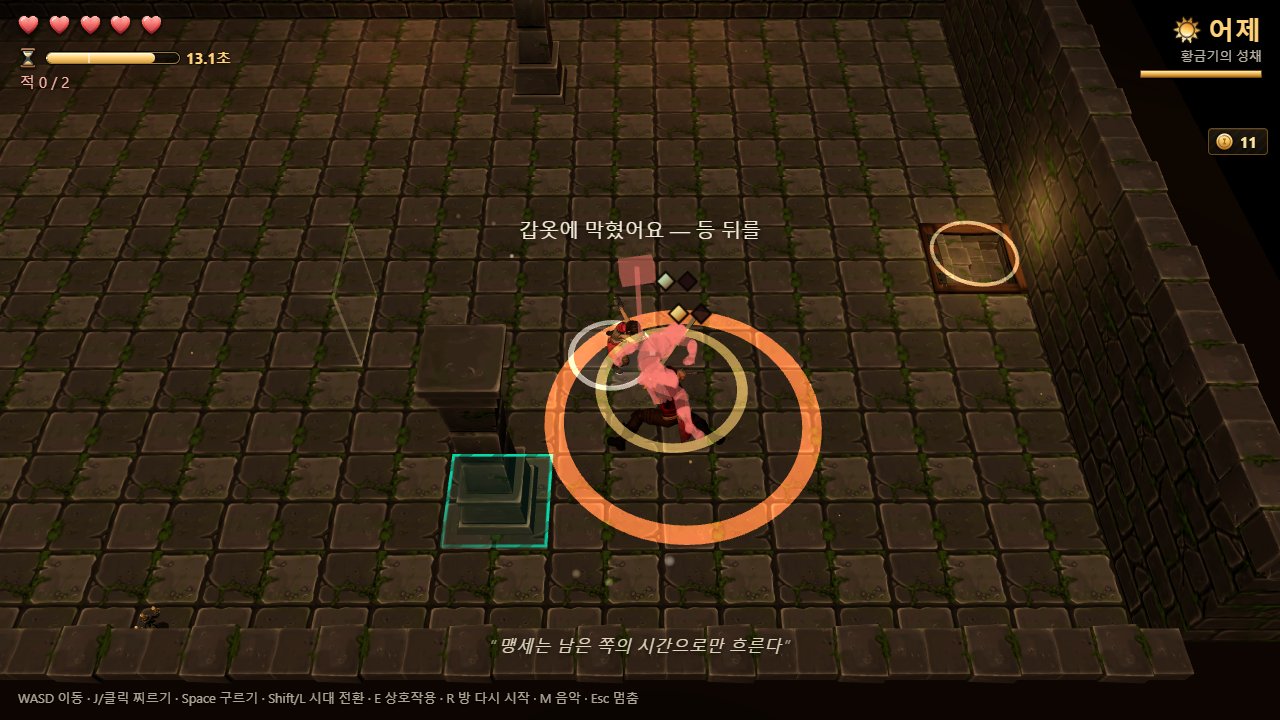 13.1초
적 0 / 2
어제
황금기의 성채
11
갑옷에 막혔어요 — 등 뒤를
“ 맹세는 남은 쪽의 시간으로만 흐른다”
WASD 이동 · J/클릭 찌르기 · Space 구르기 · Shift/L 시대 전환 · E 상호작용 · R 방 다시 시작 · M 음악 · Esc 멈춤